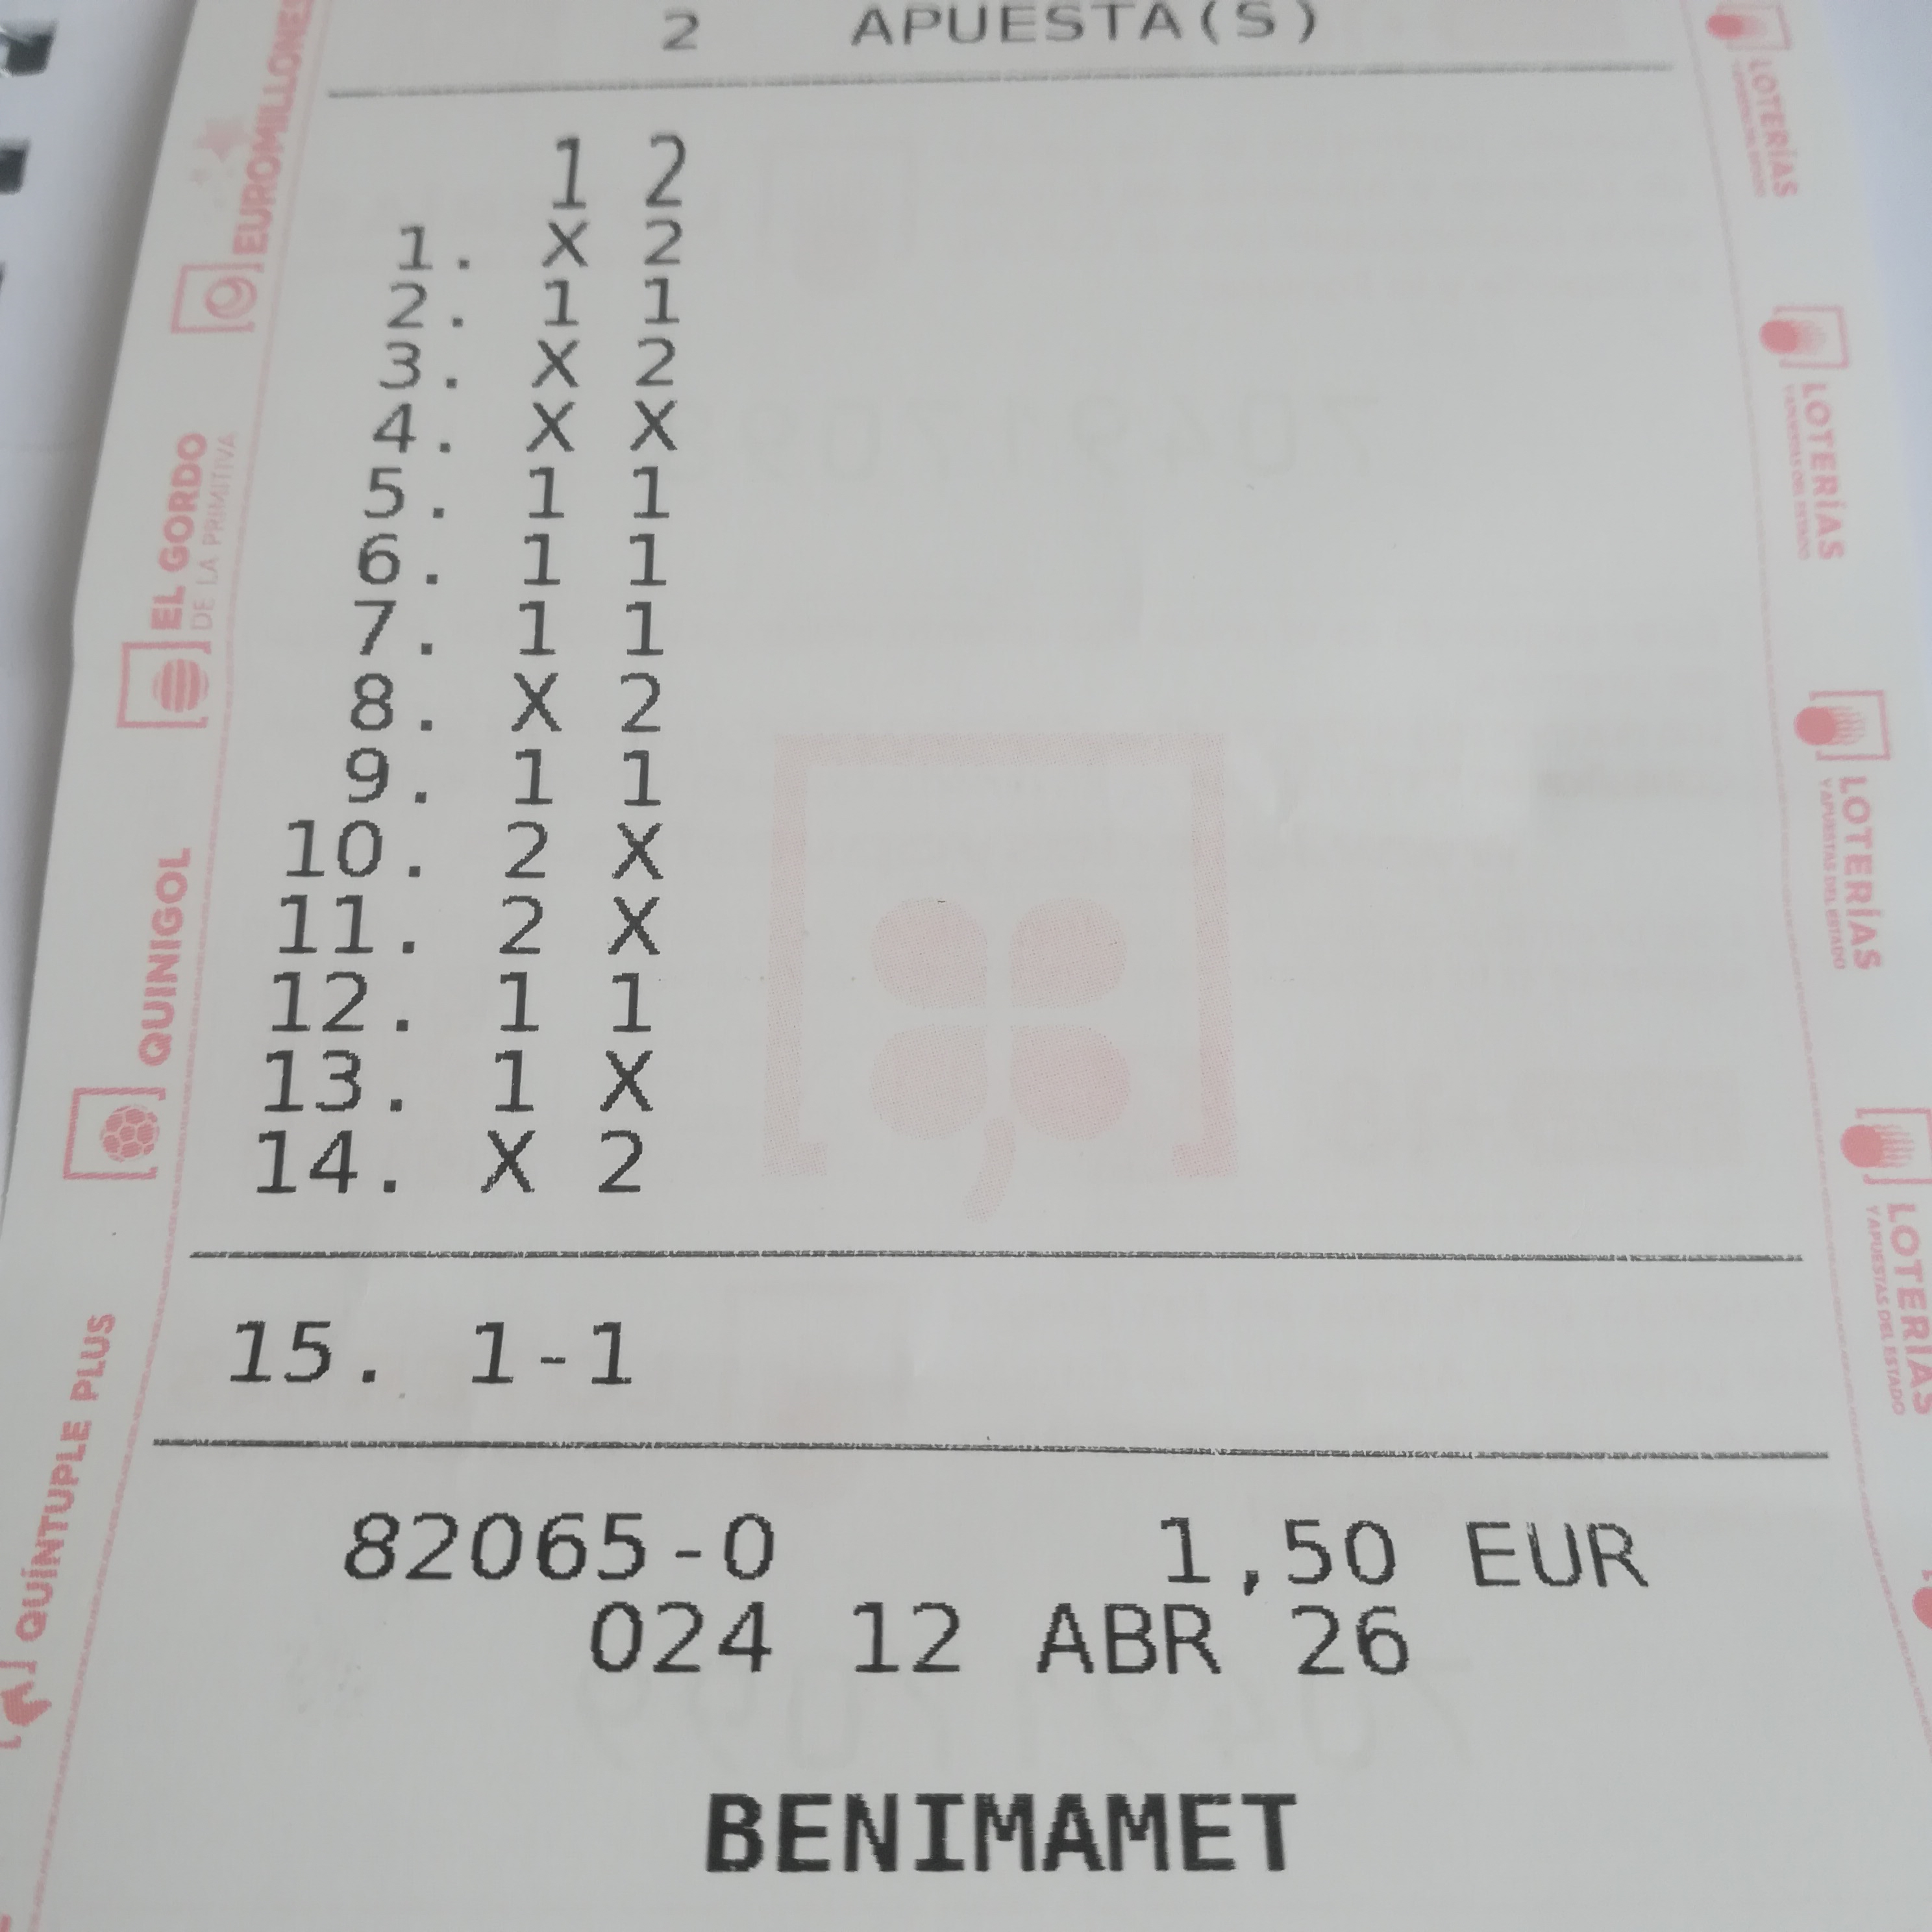 2 APUESTA(S)
1 2
1. X 2
2. 1 1
3. X 2
4. X X
5. 1 1
6. 1 1
7. 1 1
8. X 2
9. 1 1
10. 2 X
11. 2 X
12. 1 1
13. 1 X
14. X 2
15. 1-1
82065-0 1,50 EUR
024 12 ABR 26
BENIMAMET
EUROMILLONES
EL GORDO
DE LA PRIMITIVA
QUINIGOL
QUÍNTUPLE PLUS
LOTERÍAS
Y APUESTAS DEL ESTADO
LOTERÍAS
Y APUESTAS DEL ESTADO
LOTERÍAS
Y APUESTAS DEL ESTADO
LOTERÍAS
Y APUESTAS DEL ESTADO